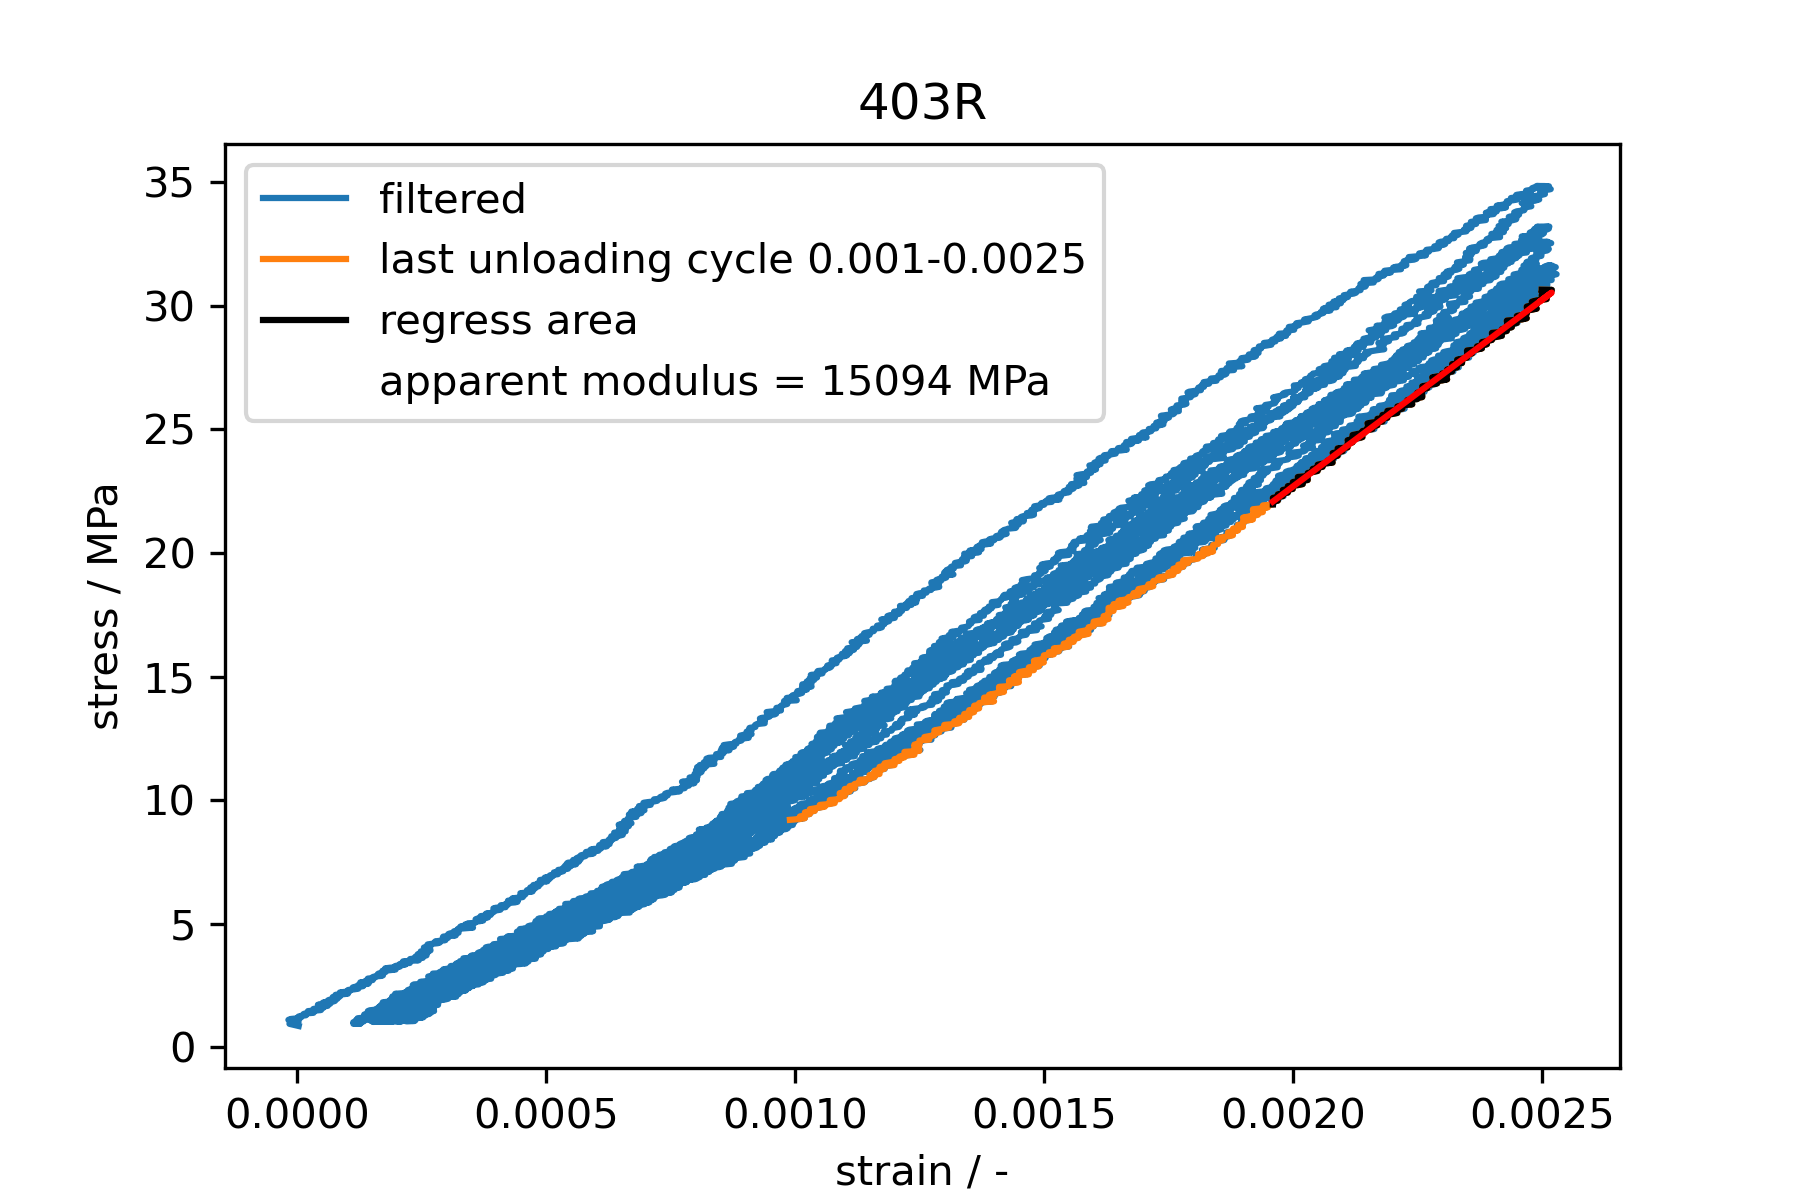 403R
filtered
last unloading cycle 0.001-0.0025
regress area
apparent modulus = 15094 MPa
35
30
25
20
15
10
5
0
stress / MPa
0.0000 0.0005 0.0010 0.0015 0.0020 0.0025
strain / -